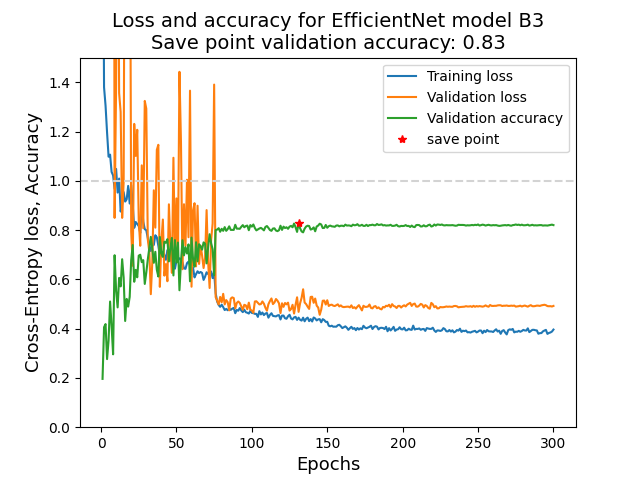 Loss and accuracy for EfficientNet model B3
Save point validation accuracy: 0.83
Training loss
Validation loss
Validation accuracy
save point
1.4
1.2
1.0
0.8
0.6
0.4
0.2
0.0
Cross-Entropy loss, Accuracy
0 50 100 150 200 250 300
Epochs